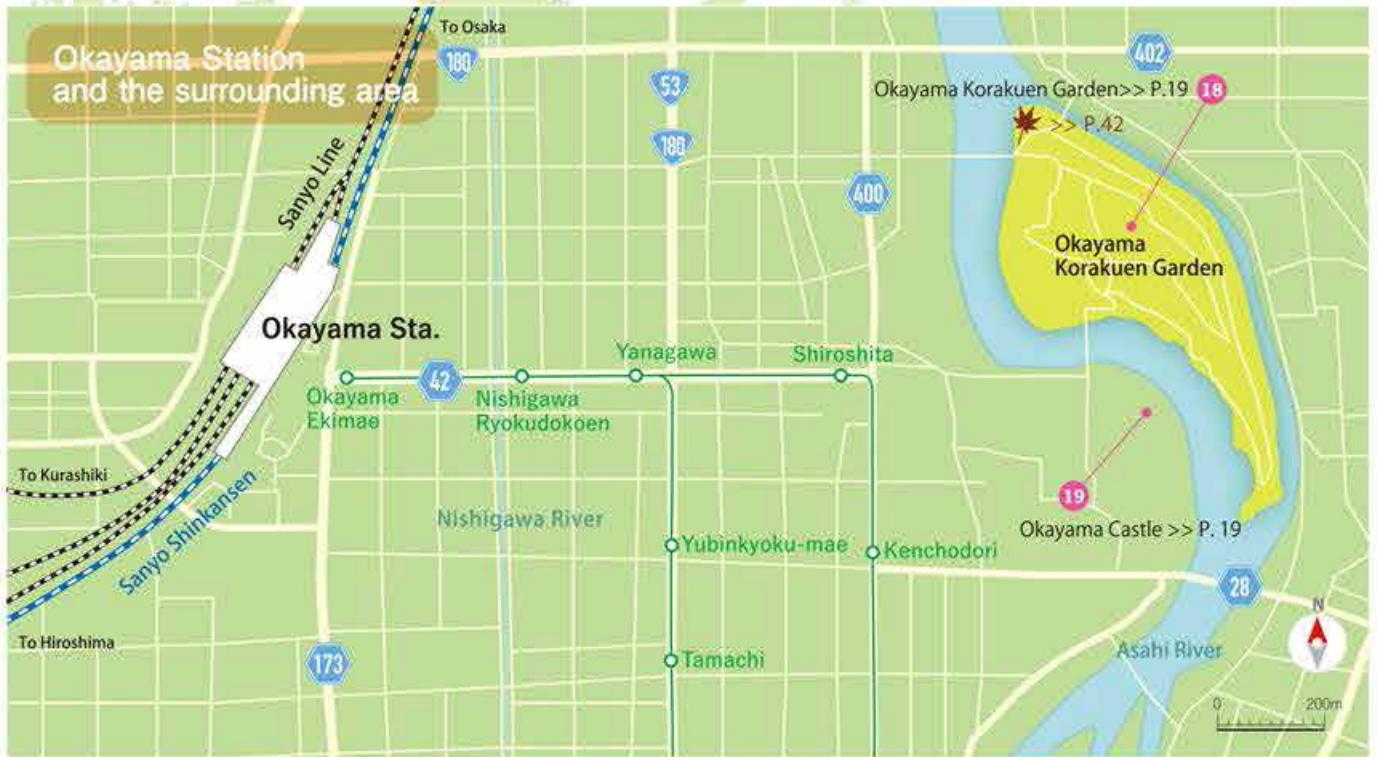 Okayama Station
and the surrounding area
To Osaka
180
53
180
402
Okayama Korakuen Garden>> P.19 18
>> P.42
400
Sanyo Line
Okayama
Korakuen Garden
Okayama Sta.
Yanagawa
Shiroshita
42
Okayama
Ekimae
Nishigawa
Ryokudokoen
To Kurashiki
Sanyo Shinkansen
Nishigawa River
19
Okayama Castle >> P. 19
Yubinkyoku-mae
Kenchodori
28
N
To Hiroshima
173
Tamachi
Asahi River
0 200m